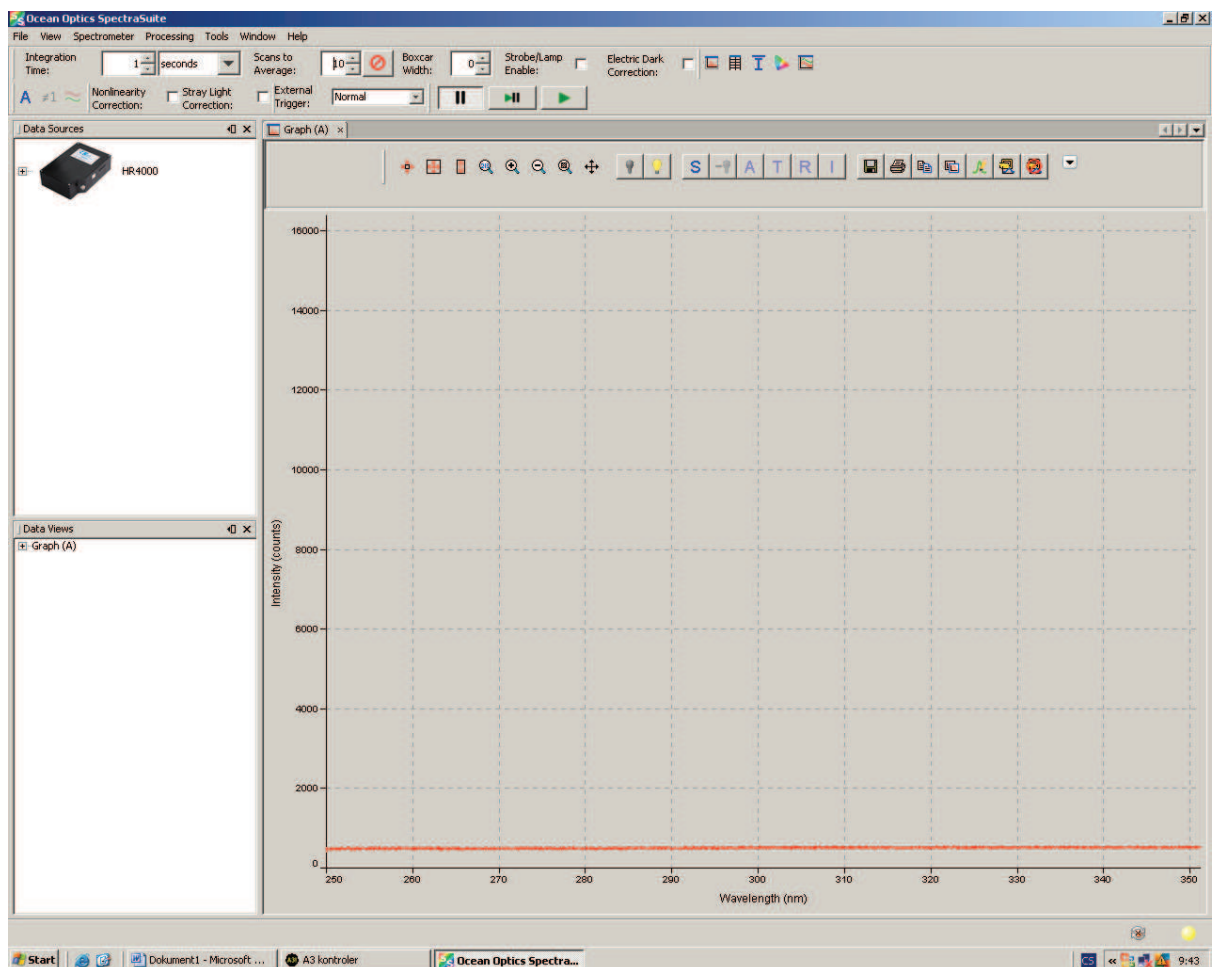 Ocean Optics SpectraSuite
File View Spectrometer Processing Tools Window Help
Integration Time: 1 seconds Scans to Average: 10 Boxcar Width: 0 Strobe/Lamp Enable: Electric Dark Correction:
A ≠1 Nonlinearity Correction: Stray Light Correction: External Trigger: Normal
Data Sources
HR4000
Graph (A)
S A T R I
Data Views
Graph (A)
16000
14000
12000
10000
8000
6000
4000
2000
0
Intensity (counts)
250 260 270 280 290 300 310 320 330 340 350
Wavelength (nm)
Start Dokument1 - Microsoft ... A3 kontroler Ocean Optics Spectra... CS « 9:43